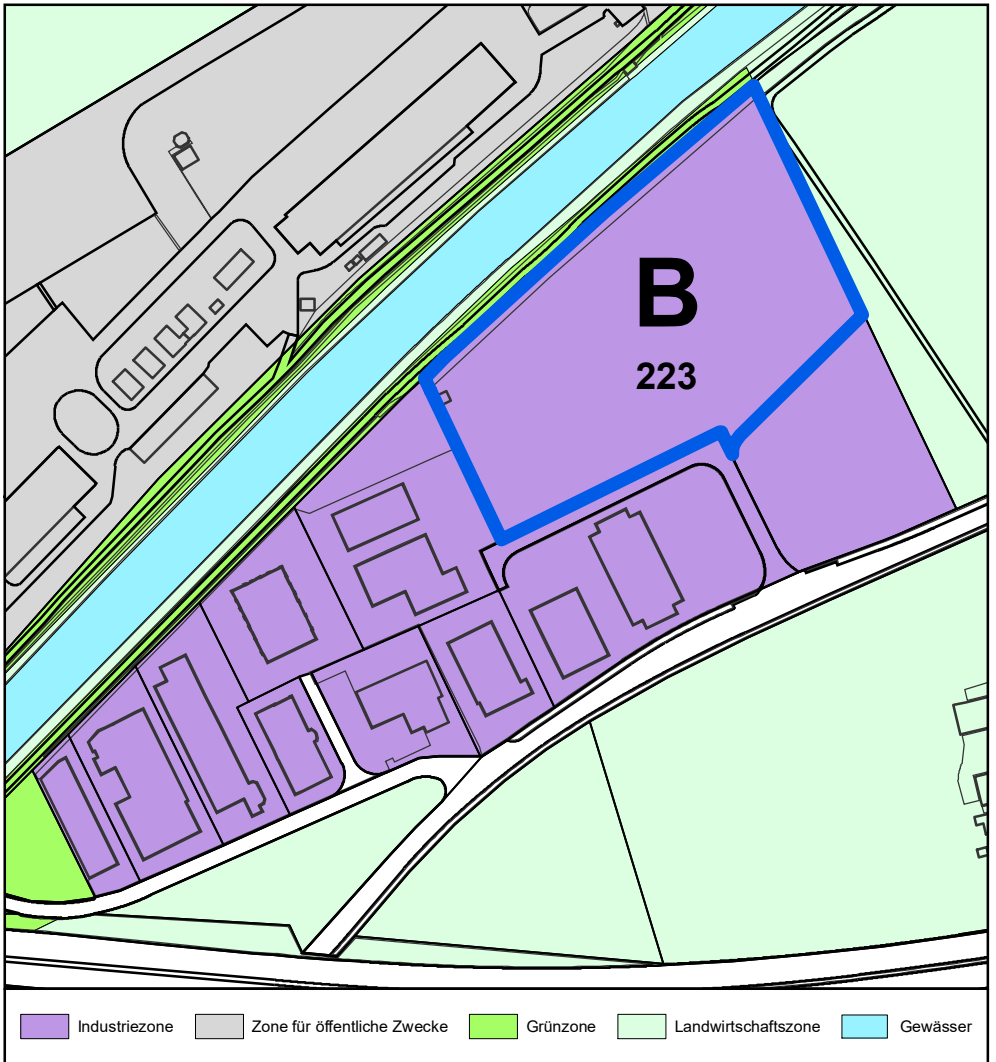 B
223
Industriezone
Zone für öffentliche Zwecke
Grünzone
Landwirtschaftszone
Gewässer